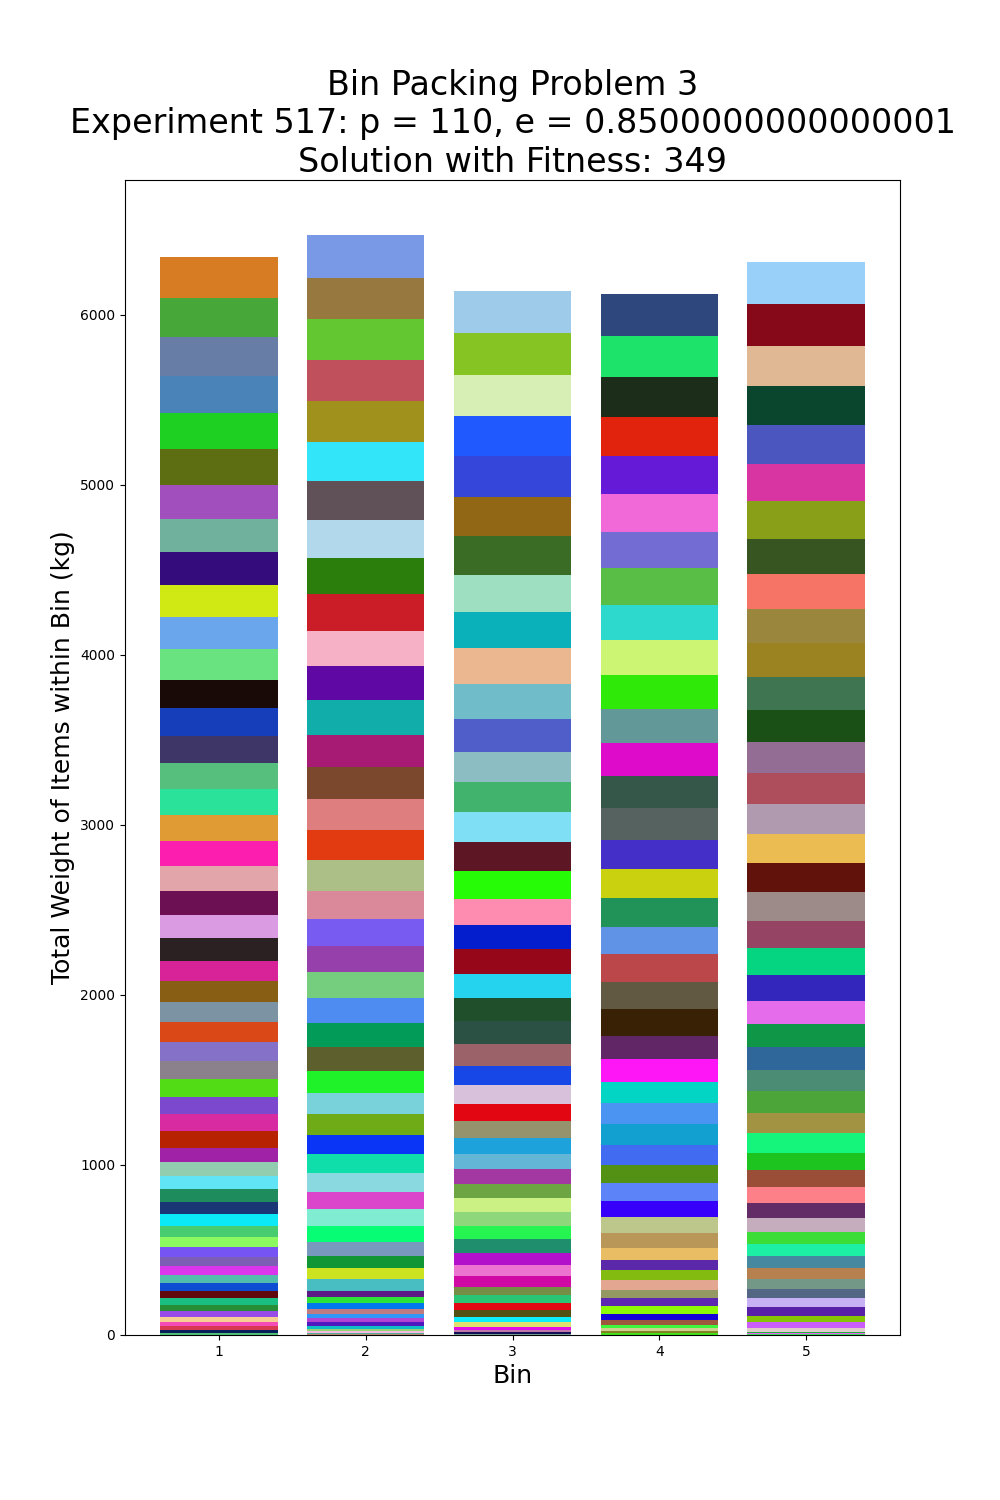 Bin Packing Problem 3
Experiment 517: p = 110, e = 0.8500000000000001
Solution with Fitness: 349
Total Weight of Items within Bin (kg)
6000
5000
4000
3000
2000
1000
0
1 2 3 4 5
Bin